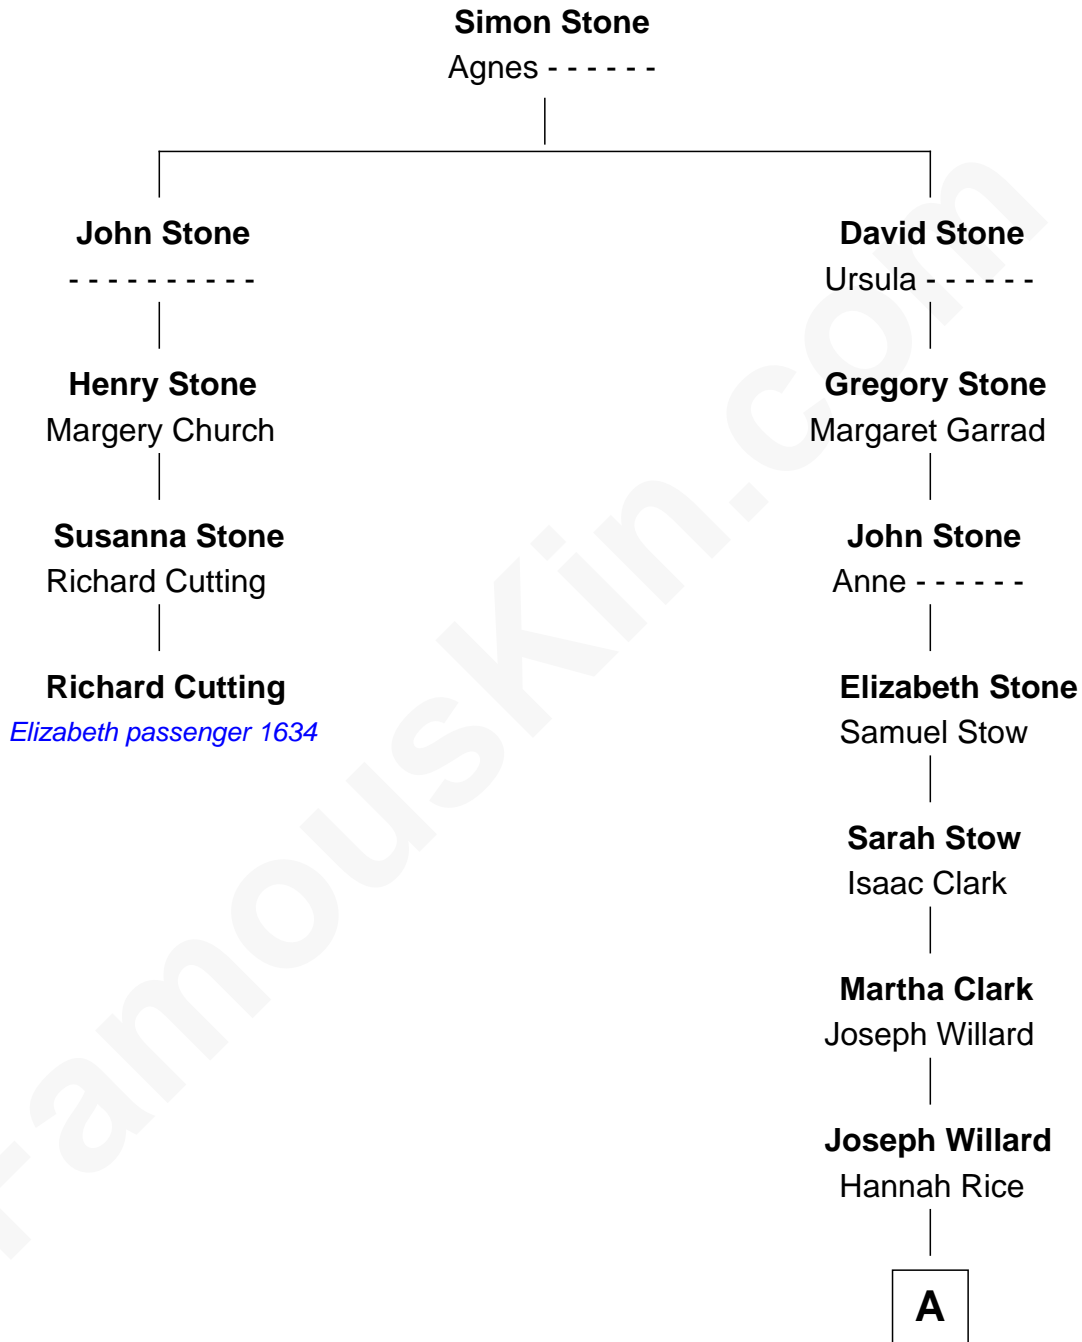 Simon Stone
Agnes - - - - - -
John Stone
- - - - - - - - - -
David Stone
Ursula - - - - - -
Henry Stone
Margery Church
Gregory Stone
Margaret Garrad
Susanna Stone
Richard Cutting
John Stone
Anne - - - - - -
Richard Cutting
Elizabeth passenger 1634
Elizabeth Stone
Samuel Stow
Sarah Stow
Isaac Clark
Martha Clark
Joseph Willard
Joseph Willard
Hannah Rice
A
FamousKin.com